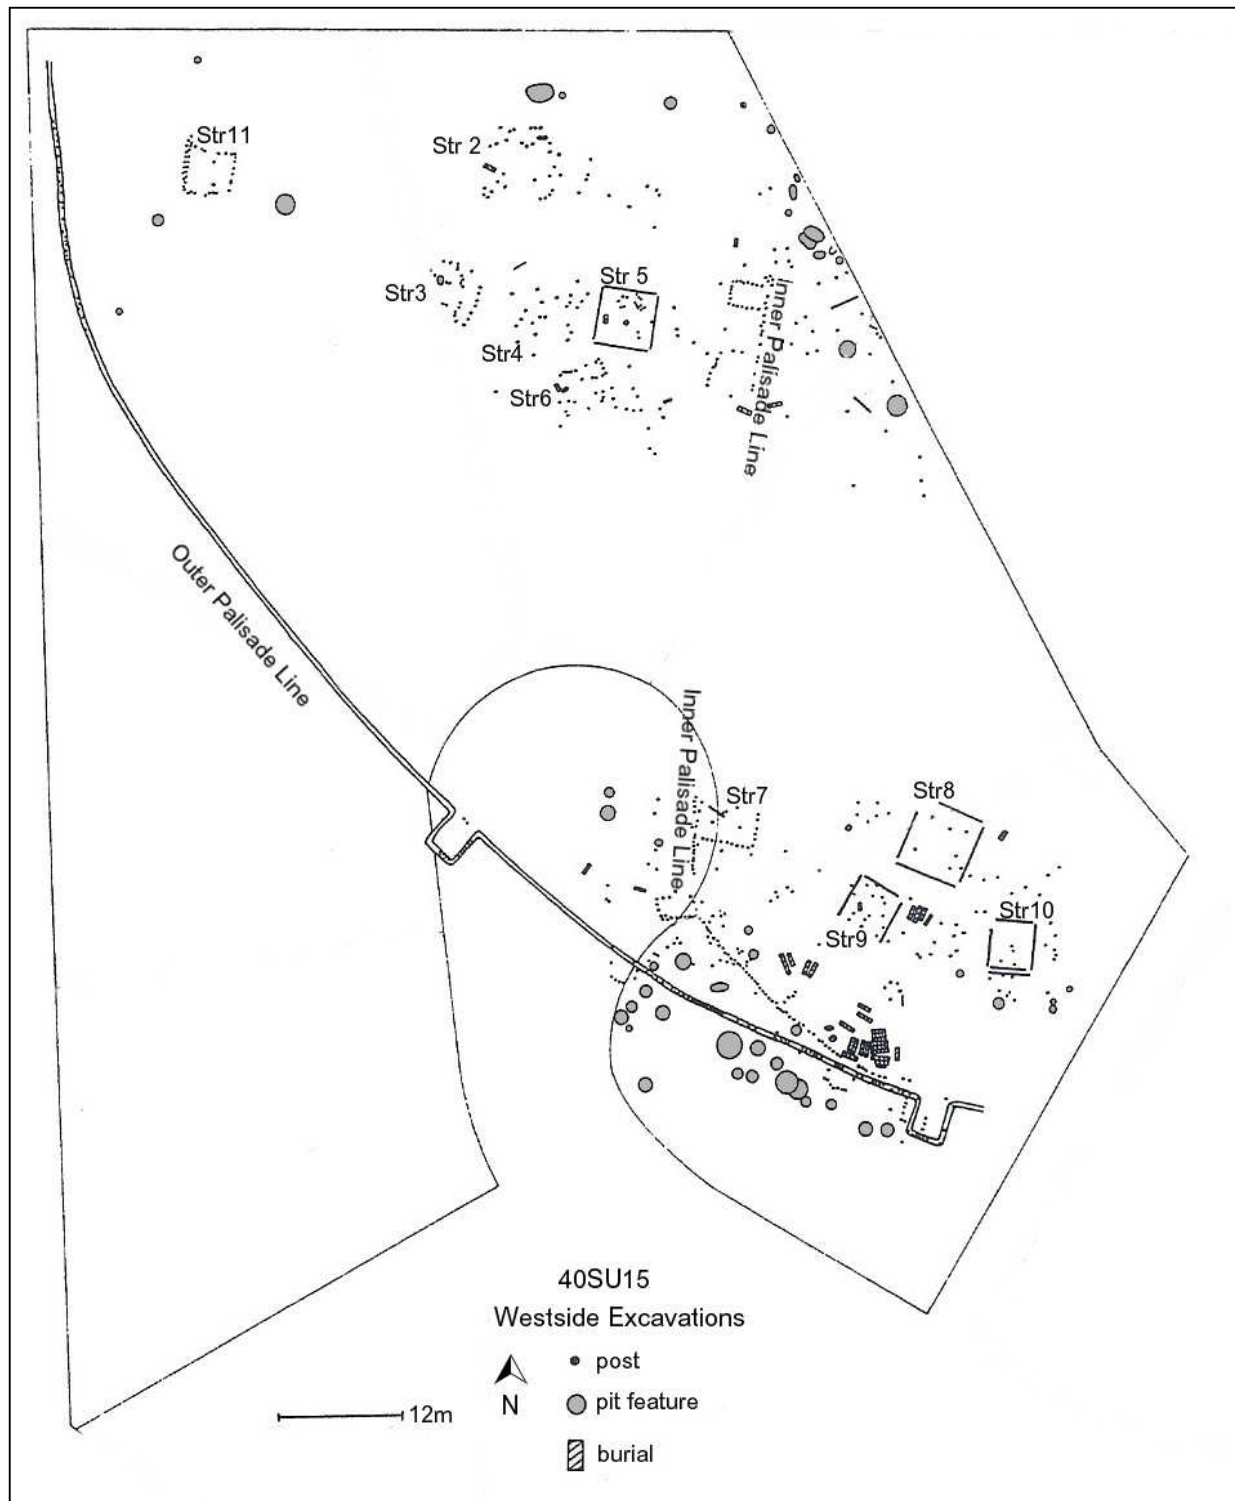 Str11
Str 2
Str3
Str 5
Inner Palisade Line
Str4
Str6
Outer Palisade Line
Inner Palisade Line
Str7
Str8
Str9
Str10
40SU15
Westside Excavations
N
post
pit feature
burial
12m